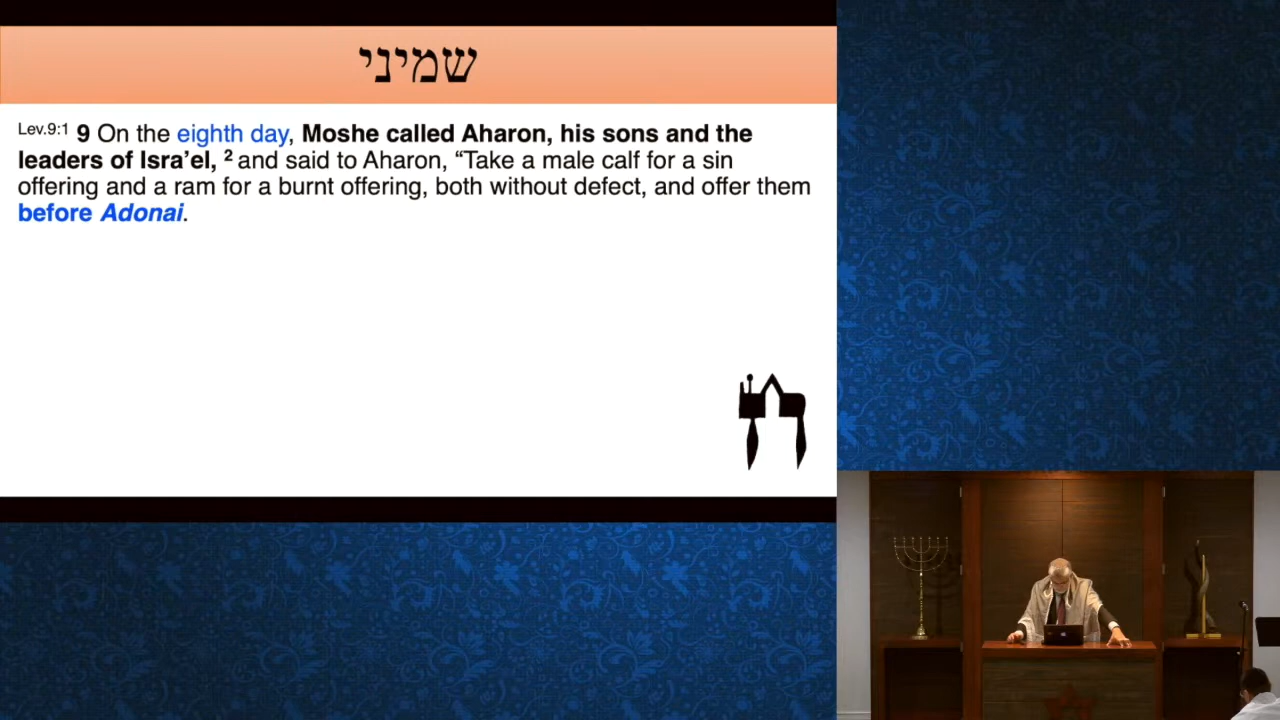 שמיני
Lev.9:1 9 On the eighth day, Moshe called Aharon, his sons and the
leaders of Isra’el, 2 and said to Aharon, “Take a male calf for a sin
offering and a ram for a burnt offering, both without defect, and offer them
before Adonai.